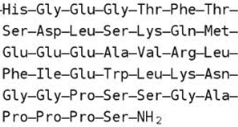 –His–Gly–Glu–Gly–Thr–Phe–Thr–
Ser–Asp–Leu–Ser–Lys–Gln–Met–
Glu–Glu–Glu–Ala–Val–Arg–Leu–
Phe–Ile–Glu–Trp–Leu–Lys–Asn–
Gly–Gly–Pro–Ser–Ser–Gly–Ala–
Pro–Pro–Pro–Ser–NH₂